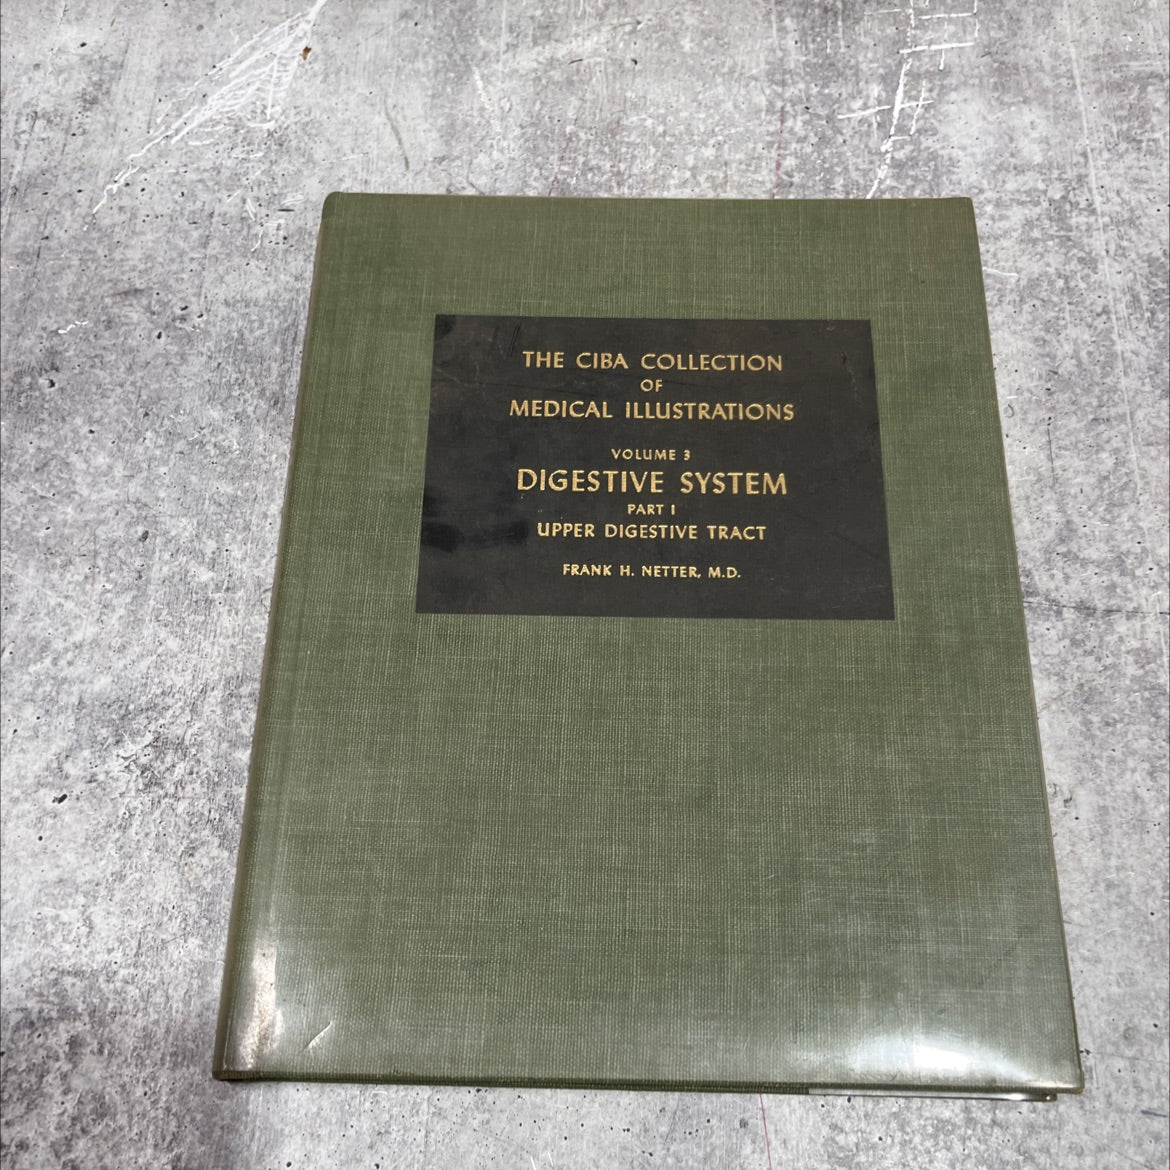 THE CIBA COLLECTION
OF
MEDICAL ILLUSTRATIONS
VOLUME 3
DIGESTIVE SYSTEM
PART I
UPPER DIGESTIVE TRACT
FRANK H. NETTER, M.D.